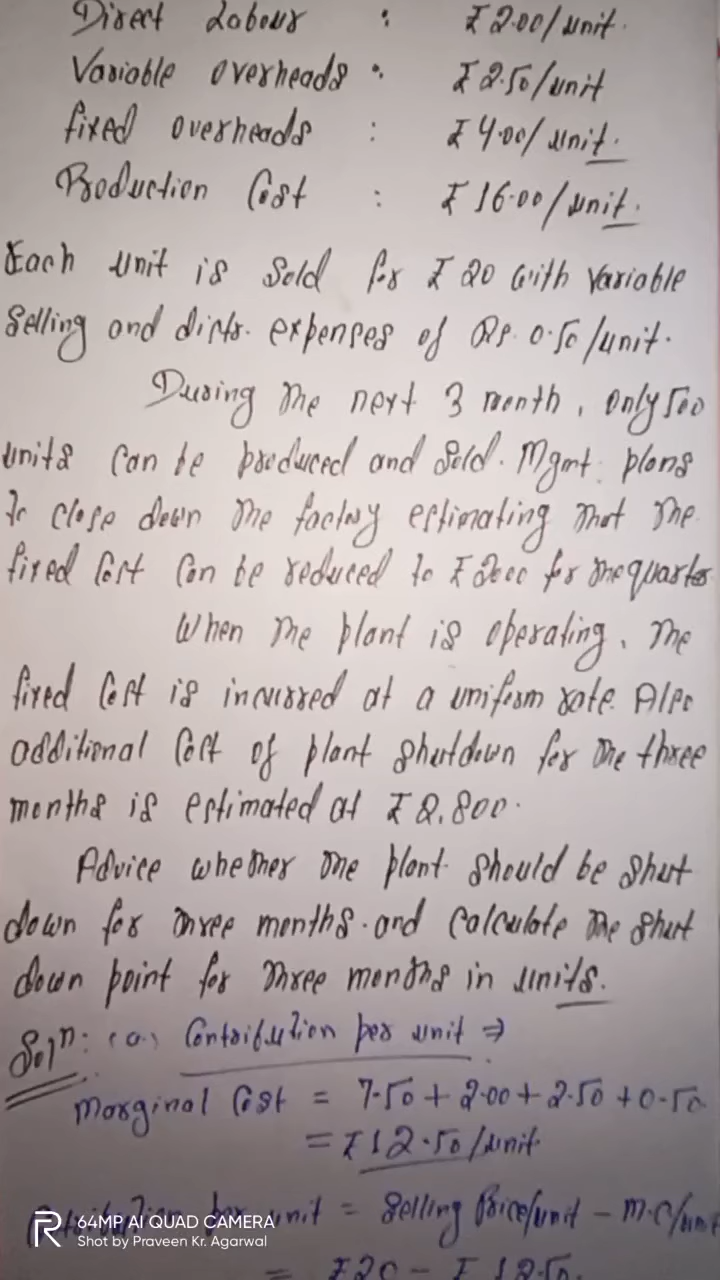 Direct Labour : ₹2.00/unit.
Variable overheads : ₹2.50/unit
fixed overheads : ₹4.00/unit.
Production Cost : ₹16.00/unit.
Each unit is Sold for ₹20 with Variable
Selling and distr. expenses of Rs. 0.50/unit.
During the next 3 month, only 500
units can be produced and Sold. Mgmt. plans
to close down the factory estimating that the
fixed Cost Can be reduced to ₹2000 for the quarter
When the plant is operating, the
fixed Cost is incurred at a uniform rate. Also
additional Cost of plant shutdown for the three
months is estimated at ₹2,800.
Advice whether the plant should be shut
down for three months. and calculate the shut
down point for three months in units.
Solⁿ: (a) Contribution per unit ⇒
Marginal Cost = 7.50 + 2.00 + 2.50 + 0.50
= ₹12.50/unit
Contribution per unit = Selling Price/unit - M.C/unit
= ₹20 - ₹12.50
64MP AI QUAD CAMERA
Shot by Praveen Kr. Agarwal